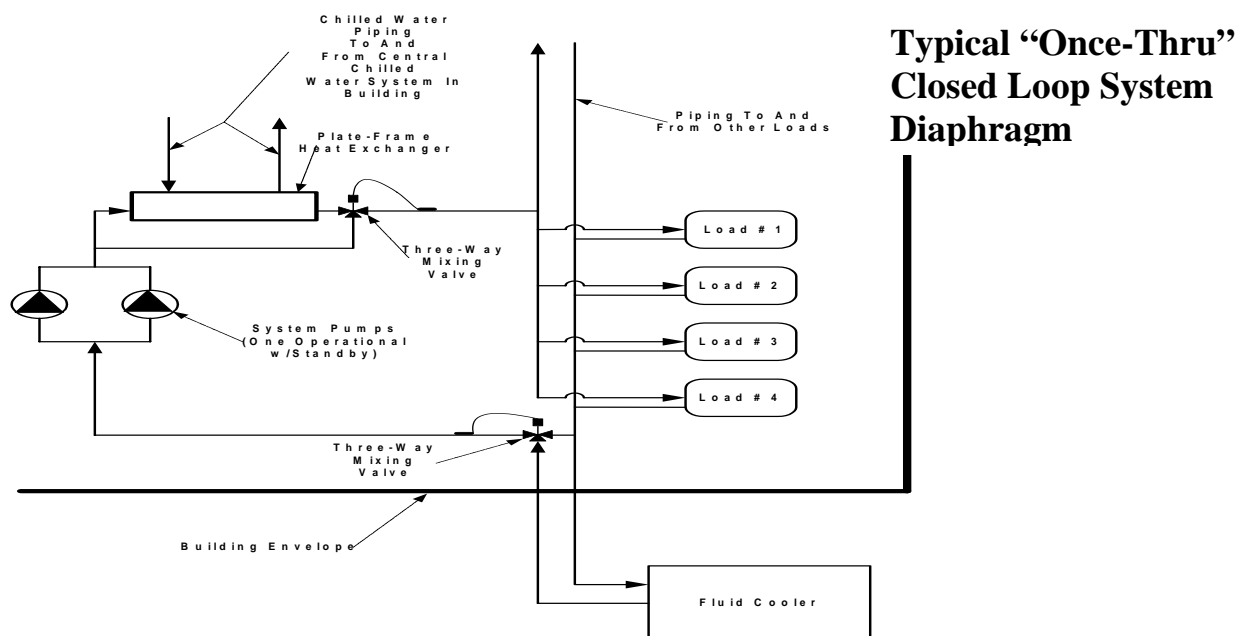 Typical “Once-Thru”
Closed Loop System
Diaphragm
Chilled Water
Piping
To And
From Central
Chilled
Water System In
Building
Plate-Frame
Heat Exchanger
Piping To And
From Other Loads
Three-Way
Mixing
Valve
Load # 1
Load # 2
Load # 3
Load # 4
System Pumps
(One Operational
w/Standby)
Three-Way
Mixing
Valve
Building Envelope
Fluid Cooler